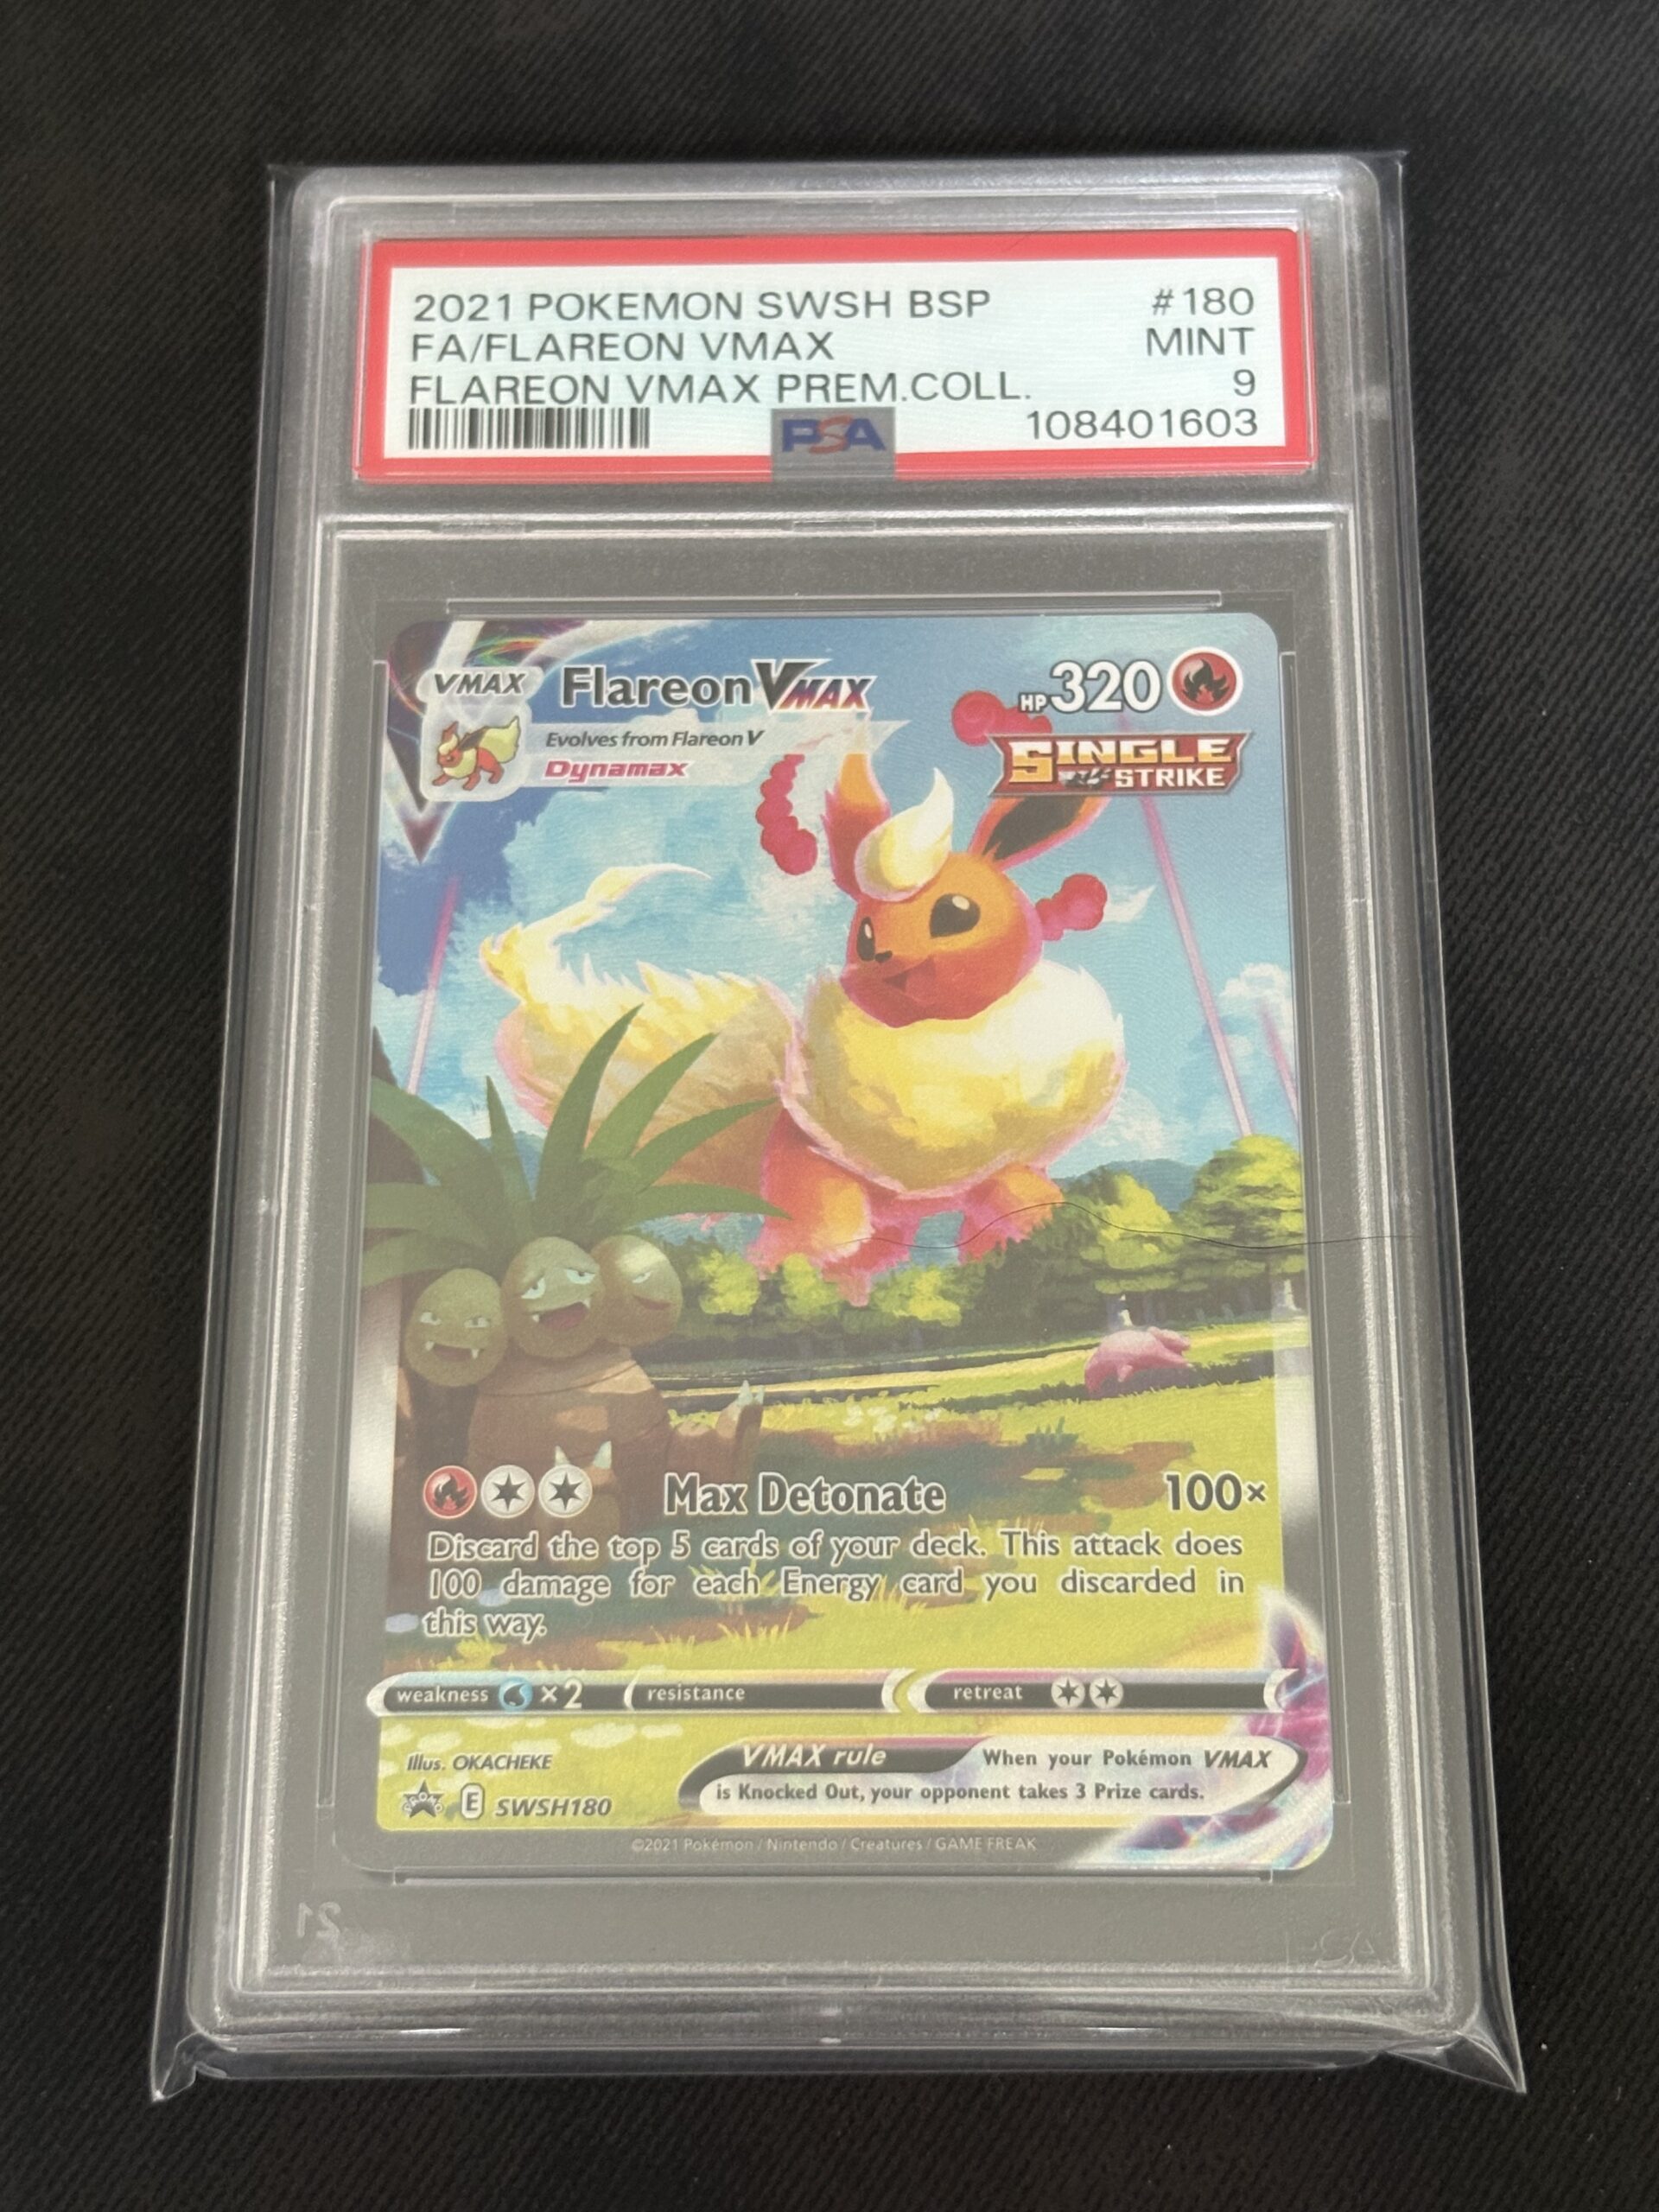 2021 POKEMON SWSH BSP #180
FA/FLAREON VMAX MINT
FLAREON VMAX PREM.COLL. 9
PSA 108401603
VMAX Flareon VMAX HP 320
Evolves from Flareon V
Dynamax
SINGLE
STRIKE
Max Detonate 100×
Discard the top 5 cards of your deck. This attack does
100 damage for each Energy card you discarded in
this way.
weakness ×2 resistance retreat
Illus. OKACHEKE
VMAX rule When your Pokémon VMAX
is Knocked Out, your opponent takes 3 Prize cards.
PROMO E SWSH180
©2021 Pokémon / Nintendo / Creatures / GAME FREAK
21
PSA